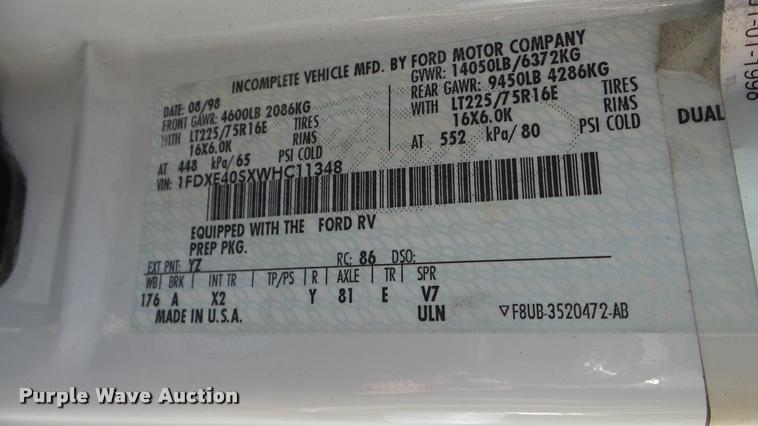 INCOMPLETE VEHICLE MFD. BY FORD MOTOR COMPANY
DATE: 08/98 GVWR: 14050LB/6372KG
FRONT GAWR: 4600LB 2086KG REAR GAWR: 9450LB 4286KG
WITH LT225/75R16E TIRES WITH LT225/75R16E TIRES
16X6.0K RIMS 16X6.0K RIMS
AT 448 kPa/65 PSI COLD AT 552 kPa/80 PSI COLD DUAL
VIN: 1FDXE40SXWHC11348
EQUIPPED WITH THE FORD RV
PREP PKG.
EXT PNT: YZ RC: 86 DSO:
WB BRK INT TR TP/PS R AXLE TR SPR
176 A X2 Y 81 E V7
MADE IN U.S.A. ULN ▽F8UB-3520472-AB
Purple Wave Auction